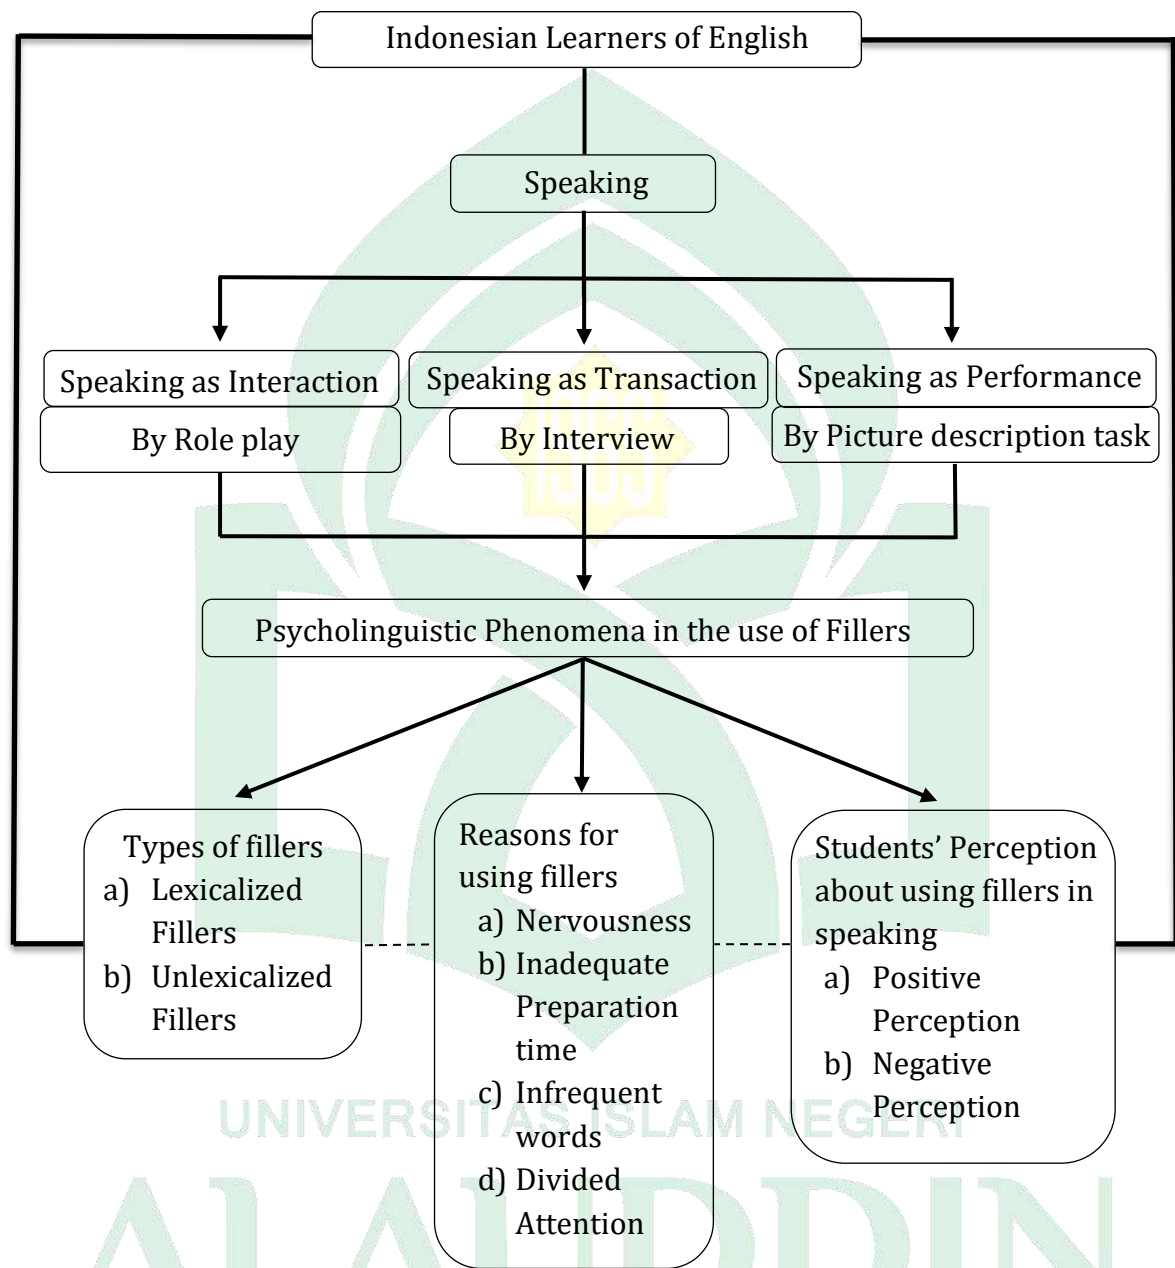 Indonesian Learners of English
Speaking
Speaking as Interaction
By Role play
Speaking as Transaction
By Interview
Speaking as Performance
By Picture description task
1965
Psycholinguistic Phenomena in the use of Fillers
Types of fillers
a) Lexicalized
Fillers
b) Unlexicalized
Fillers
Reasons for
using fillers
a) Nervousness
b) Inadequate
Preparation
time
c) Infrequent
words
d) Divided
Attention
Students’ Perception
about using fillers in
speaking
a) Positive
Perception
b) Negative
Perception
UNIVERSITAS ISLAM NEGERI
ALAUDDIN